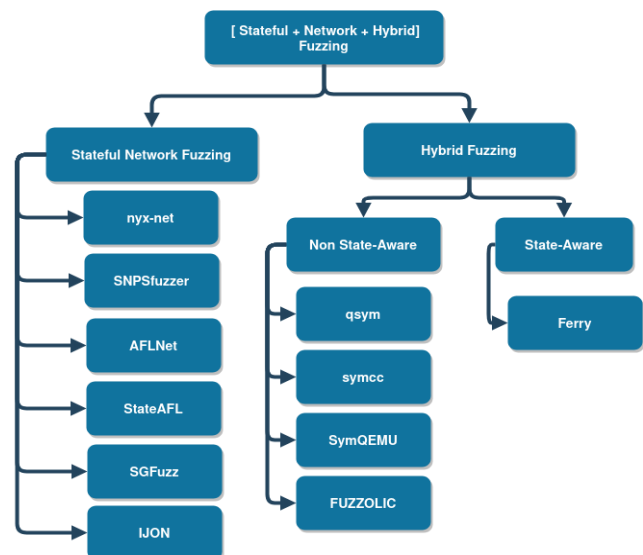 [ Stateful + Network + Hybrid]
Fuzzing
Stateful Network Fuzzing
nyx-net
SNPSfuzzer
AFLNet
StateAFL
SGFuzz
IJON
Hybrid Fuzzing
Non State-Aware
qsym
symcc
SymQEMU
FUZZOLIC
State-Aware
Ferry